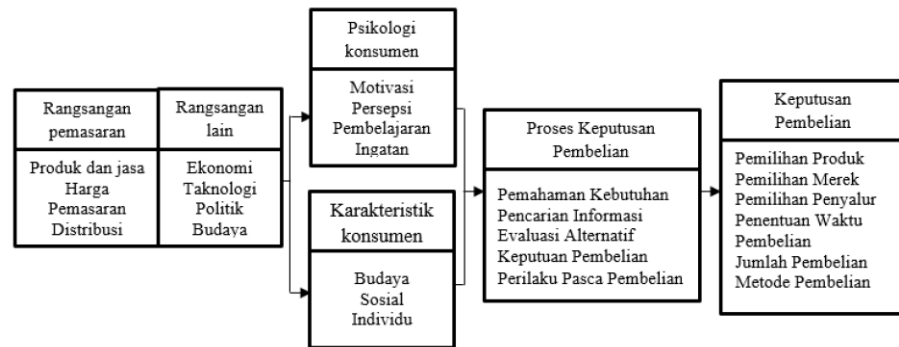 Rangsangan
pemasaran
Produk dan jasa
Harga
Pemasaran
Distribusi
Rangsangan
lain
Ekonomi
Taknologi
Politik
Budaya
Psikologi
konsumen
Motivasi
Persepsi
Pembelajaran
Ingatan
Karakteristik
konsumen
Budaya
Sosial
Individu
Proses Keputusan
Pembelian
Pemahaman Kebutuhan
Pencarian Informasi
Evaluasi Alternatif
Keputuan Pembelian
Perilaku Pasca Pembelian
Keputusan
Pembelian
Pemilihan Produk
Pemilihan Merek
Pemilihan Penyalur
Penentuan Waktu
Pembelian
Jumlah Pembelian
Metode Pembelian